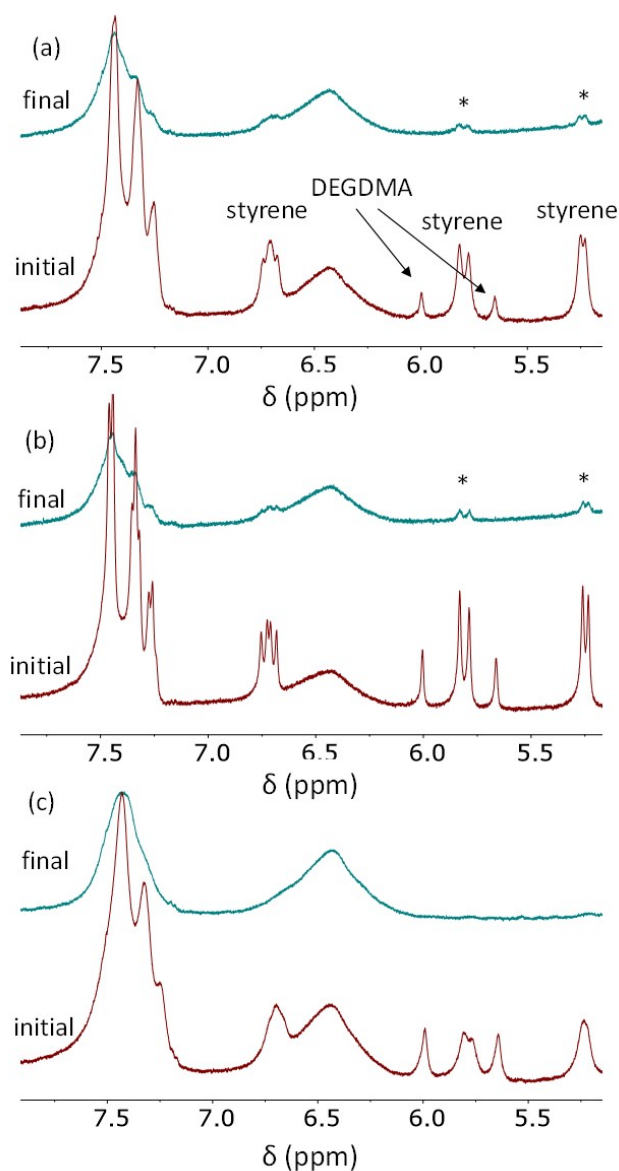 (a)
final
* *
DEGDMA
styrene styrene styrene
initial
7.5 7.0 6.5 6.0 5.5
δ (ppm)
(b)
final
* *
initial
7.5 7.0 6.5 6.0 5.5
δ (ppm)
(c)
final
initial
7.5 7.0 6.5 6.0 5.5
δ (ppm)